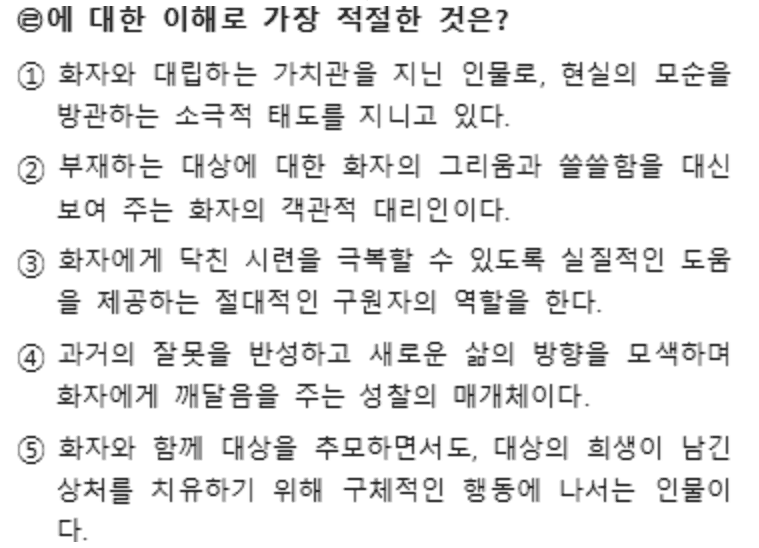 ㉣에 대한 이해로 가장 적절한 것은?
① 화자와 대립하는 가치관을 지닌 인물로, 현실의 모순을
방관하는 소극적 태도를 지니고 있다.
② 부재하는 대상에 대한 화자의 그리움과 쓸쓸함을 대신
보여 주는 화자의 객관적 대리인이다.
③ 화자에게 닥친 시련을 극복할 수 있도록 실질적인 도움
을 제공하는 절대적인 구원자의 역할을 한다.
④ 과거의 잘못을 반성하고 새로운 삶의 방향을 모색하며
화자에게 깨달음을 주는 성찰의 매개체이다.
⑤ 화자와 함께 대상을 추모하면서도, 대상의 희생이 남긴
상처를 치유하기 위해 구체적인 행동에 나서는 인물이
다.